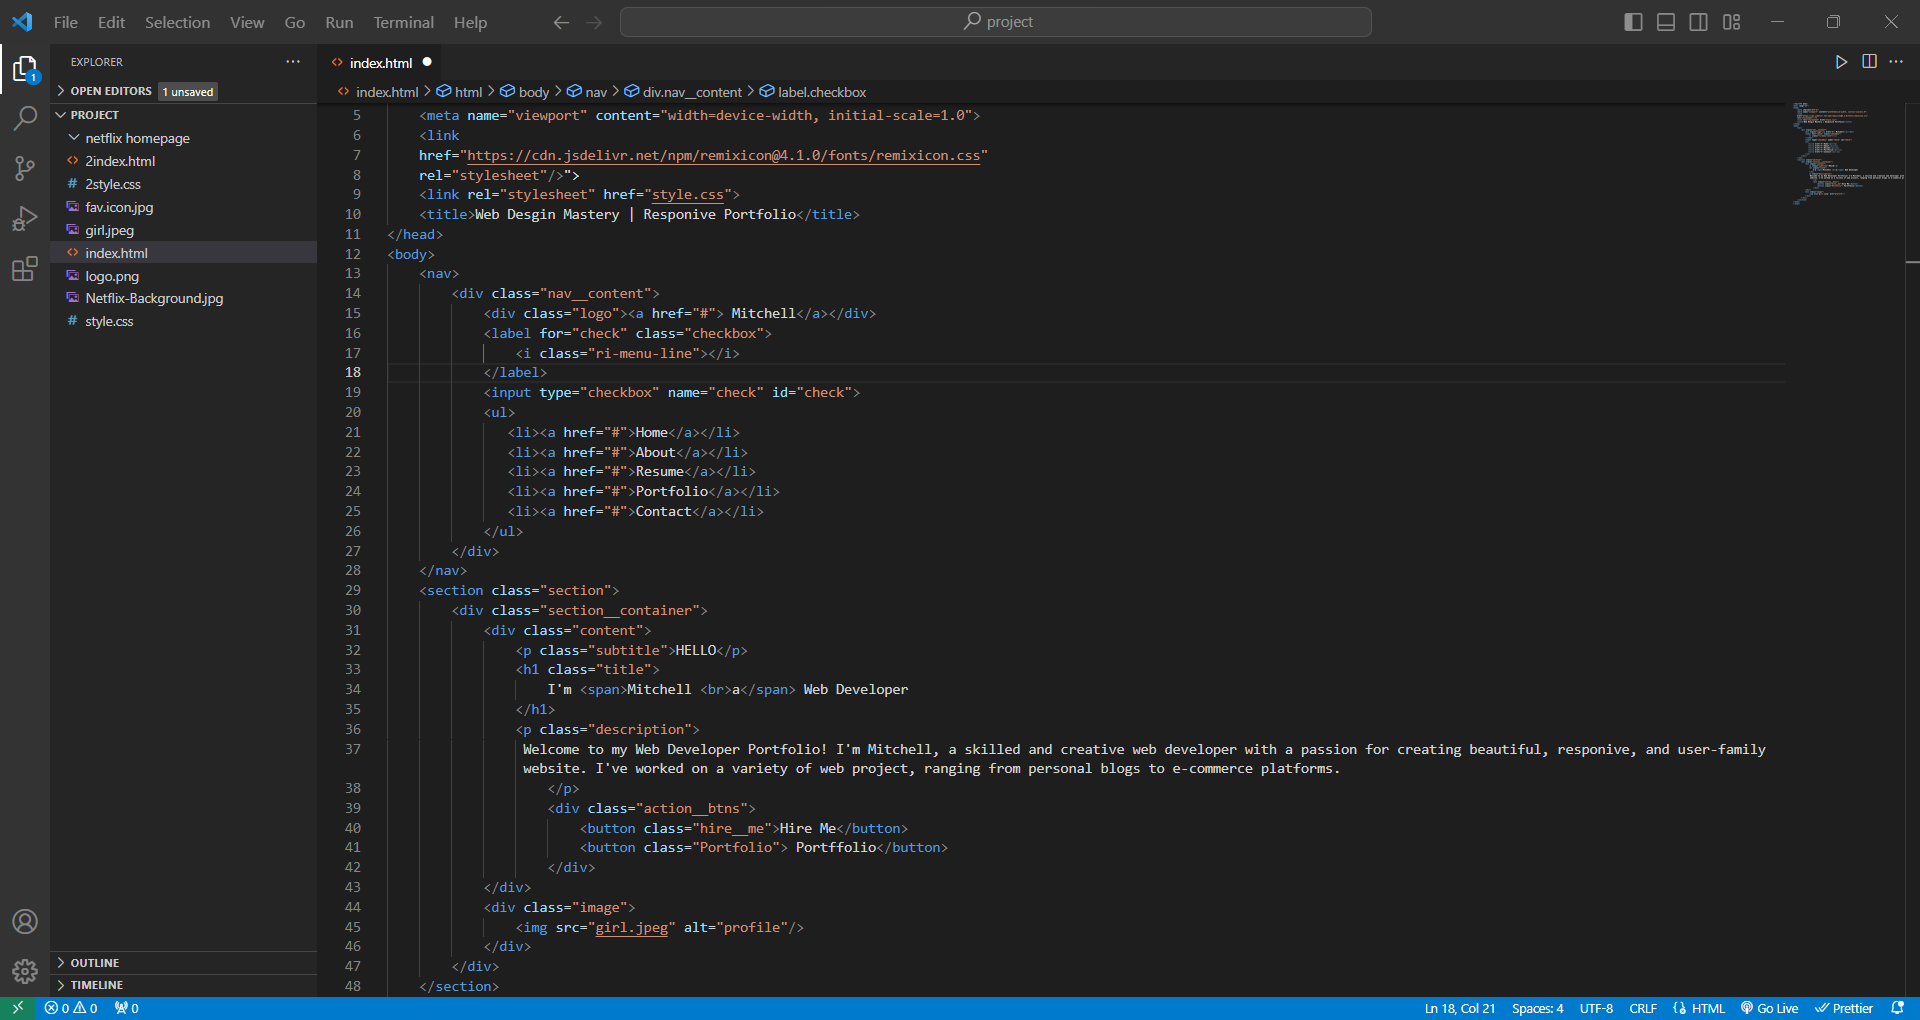 File Edit Selection View Go Run Terminal Help
project
EXPLORER
OPEN EDITORS 1 unsaved
PROJECT
netflix homepage
2index.html
2style.css
fav.icon.jpg
girl.jpeg
index.html
logo.png
Netflix-Background.jpg
style.css
OUTLINE
TIMELINE
1
index.html
index.html > html > body > nav > div.nav__content > label.checkbox
5 <meta name="viewport" content="width=device-width, initial-scale=1.0">
6 <link
7 href="https://cdn.jsdelivr.net/npm/remixicon@4.1.0/fonts/remixicon.css"
8 rel="stylesheet"/>">
9 <link rel="stylesheet" href="style.css">
10 <title>Web Desgin Mastery | Responive Portfolio</title>
11 </head>
12 <body>
13 <nav>
14 <div class="nav__content">
15 <div class="logo"><a href="#"> Mitchell</a></div>
16 <label for="check" class="checkbox">
17 <i class="ri-menu-line"></i>
18 </label>
19 <input type="checkbox" name="check" id="check">
20 <ul>
21 <li><a href="#">Home</a></li>
22 <li><a href="#">About</a></li>
23 <li><a href="#">Resume</a></li>
24 <li><a href="#">Portfolio</a></li>
25 <li><a href="#">Contact</a></li>
26 </ul>
27 </div>
28 </nav>
29 <section class="section">
30 <div class="section__container">
31 <div class="content">
32 <p class="subtitle">HELLO</p>
33 <h1 class="title">
34 I'm <span>Mitchell <br>a</span> Web Developer
35 </h1>
36 <p class="description">
37 Welcome to my Web Developer Portfolio! I'm Mitchell, a skilled and creative web developer with a passion for creating beautiful, responive, and user-family
website. I've worked on a variety of web project, ranging from personal blogs to e-commerce platforms.
38 </p>
39 <div class="action__btns">
40 <button class="hire__me">Hire Me</button>
41 <button class="Portfolio"> Portffolio</button>
42 </div>
43 </div>
44 <div class="image">
45 <img src="girl.jpeg" alt="profile"/>
46 </div>
47 </div>
48 </section>
0 0 0 Ln 18, Col 21 Spaces: 4 UTF-8 CRLF HTML Go Live Prettier